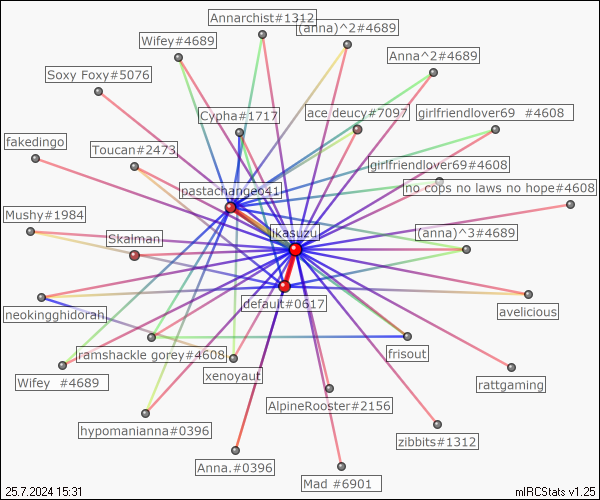 Annarchist#1312
(anna)^2#4689
Wifey#4689
Anna^2#4689
Soxy Foxy#5076
Cypha#1717
ace deucy#7097
girlfriendlover69 #4608
fakedingo
Toucan#2473
girlfriendlover69#4608
pastachangeo41
no cops no laws no hope#4608
Mushy#1984
ikasuzu
(anna)^3#4689
Skalman
default#0617
neokingghidorah
avelicious
ramshackle gorey#4608
frisout
xenoyaut
Wifey #4689
rattgaming
AlpineRooster#2156
hypomanianna#0396
zibbits#1312
Anna.#0396
Mad #6901
25.7.2024 15:31
mIRCStats v1.25